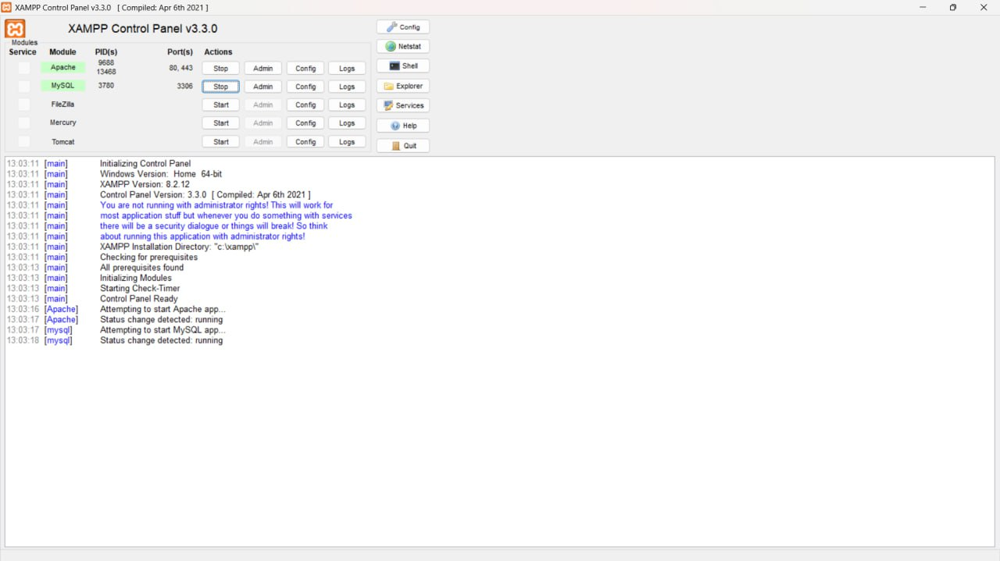 XAMPP Control Panel v3.3.0 [ Compiled: Apr 6th 2021 ]
XAMPP Control Panel v3.3.0
Config
Modules
Service Module PID(s) Port(s) Actions
Netstat
Apache 9688 13468 80, 443 Stop Admin Config Logs
Shell
MySQL 3780 3306 Stop Admin Config Logs
Explorer
FileZilla Start Admin Config Logs
Services
Mercury Start Admin Config Logs
Help
Tomcat Start Admin Config Logs
Quit
13:03:11 [main] Initializing Control Panel
13:03:11 [main] Windows Version: Home 64-bit
13:03:11 [main] XAMPP Version: 8.2.12
13:03:11 [main] Control Panel Version: 3.3.0 [ Compiled: Apr 6th 2021 ]
13:03:11 [main] You are not running with administrator rights! This will work for
13:03:11 [main] most application stuff but whenever you do something with services
13:03:11 [main] there will be a security dialogue or things will break! So think
13:03:11 [main] about running this application with administrator rights!
13:03:11 [main] XAMPP Installation Directory: "c:\xampp\"
13:03:11 [main] Checking for prerequisites
13:03:13 [main] All prerequisites found
13:03:13 [main] Initializing Modules
13:03:13 [main] Starting Check-Timer
13:03:13 [main] Control Panel Ready
13:03:16 [Apache] Attempting to start Apache app...
13:03:17 [Apache] Status change detected: running
13:03:17 [mysql] Attempting to start MySQL app...
13:03:18 [mysql] Status change detected: running